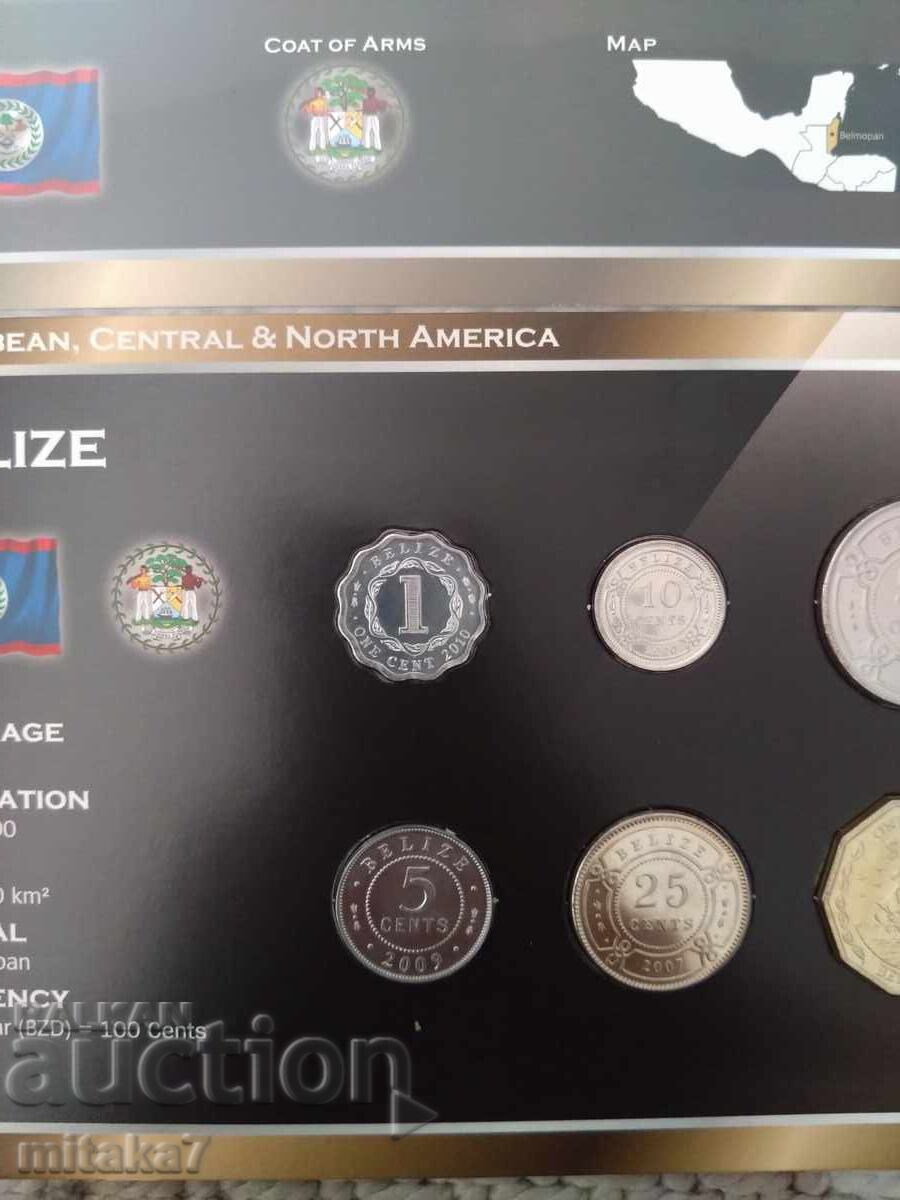 COAT OF ARMS
MAP
Belmopan
BEAN, CENTRAL & NORTH AMERICA
LIZE
BELIZE
1
ONE CENT 2010
BELIZE
10
CENTS
AGE
ATION
00
0 km²
AL
pan
ENCY
ar (BZD) = 100 Cents
BELIZE
5
CENTS
2009
BELIZE
25
CENTS
2007
ON
BALKAN
auction
mitaka7